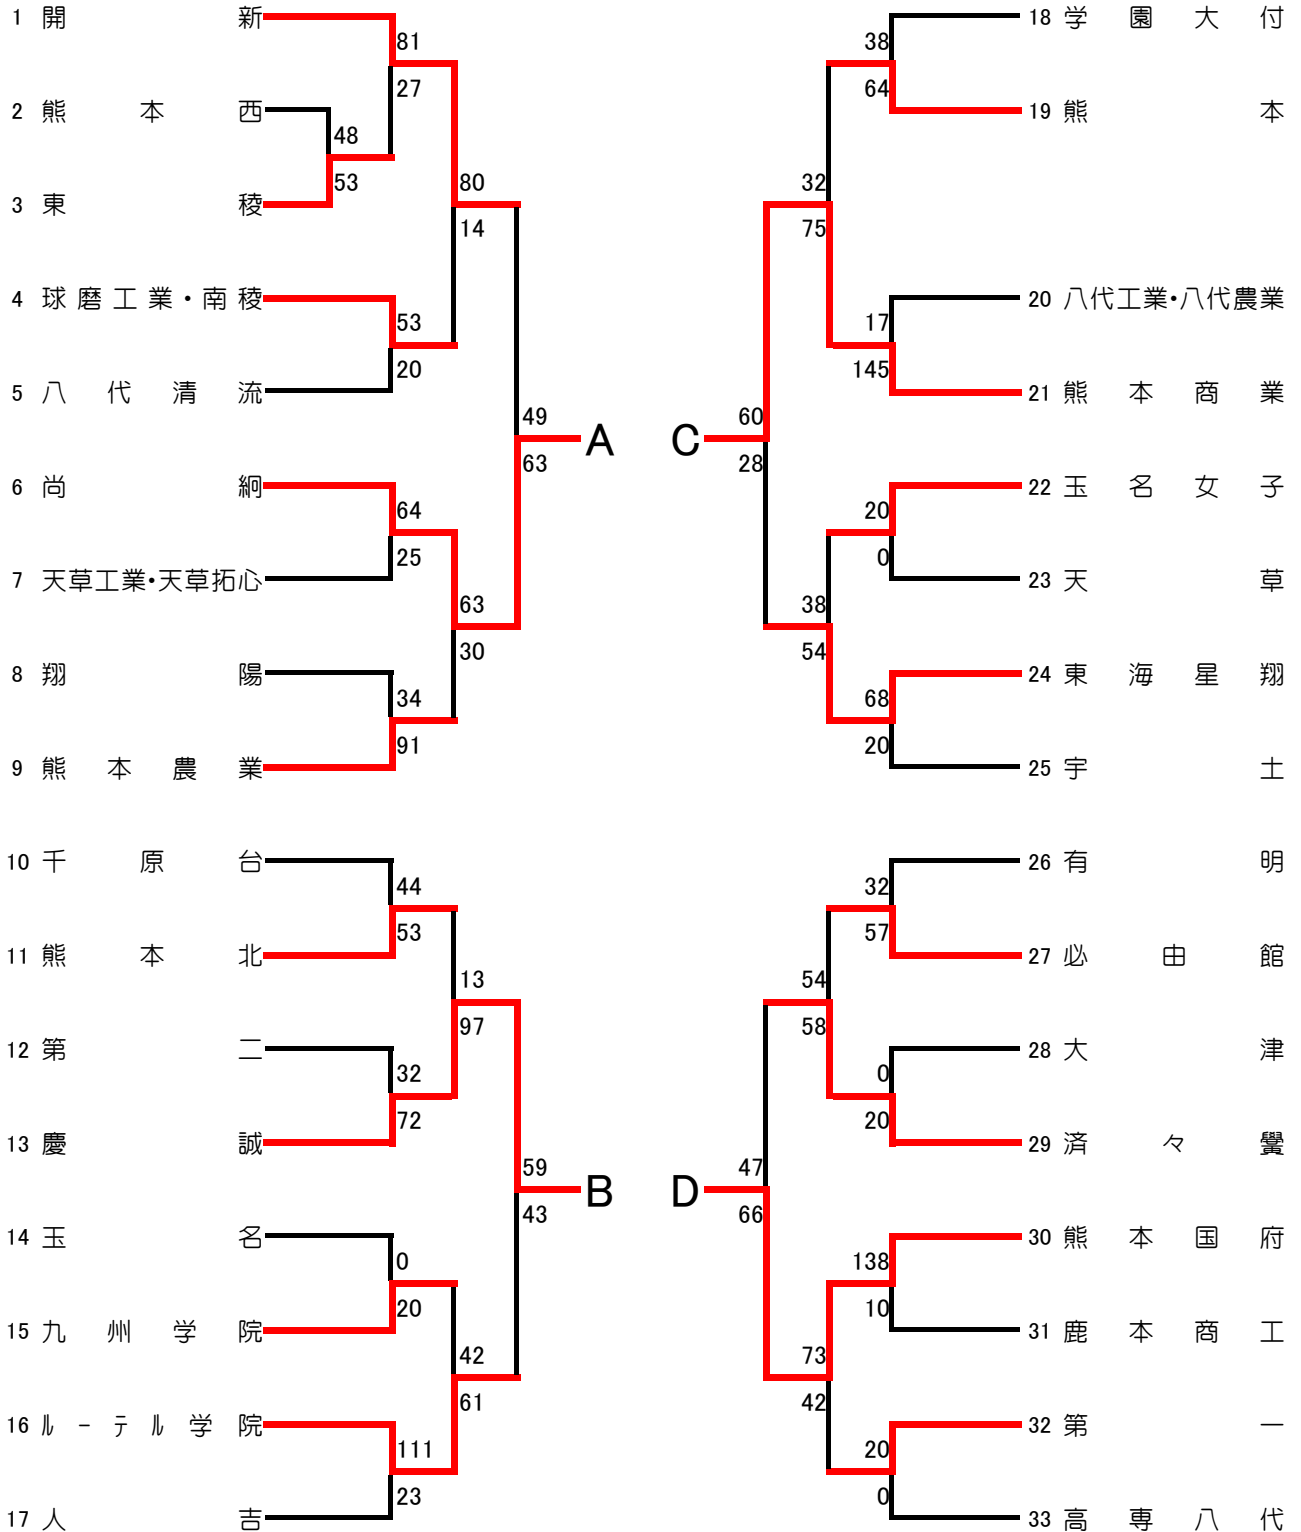 1 開新
81
27
2 熊本西
48
53
3 東稜
80
14
4 球磨工業・南稜
53
20
5 八代清流
49
A
63
6 尚絅
64
25
7 天草工業・天草拓心
63
30
8 翔陽
34
91
9 熊本農業
10 千原台
44
53
11 熊本北
13
97
12 第二
32
72
13 慶誠
59
B
43
14 玉名
0
20
15 九州学院
42
61
16 ルーテル学院
111
23
17 人吉
18 学園大付
38
64
19 熊本
32
75
20 八代工業・八代農業
17
145
21 熊本商業
60
C
28
22 玉名女子
20
0
23 天草
38
54
24 東海星翔
68
20
25 宇土
26 有明
32
57
27 必由館
54
58
28 大津
0
20
29 済々黌
47
D
66
30 熊本国府
138
10
31 鹿本商工
73
42
32 第一
20
0
33 高専八代